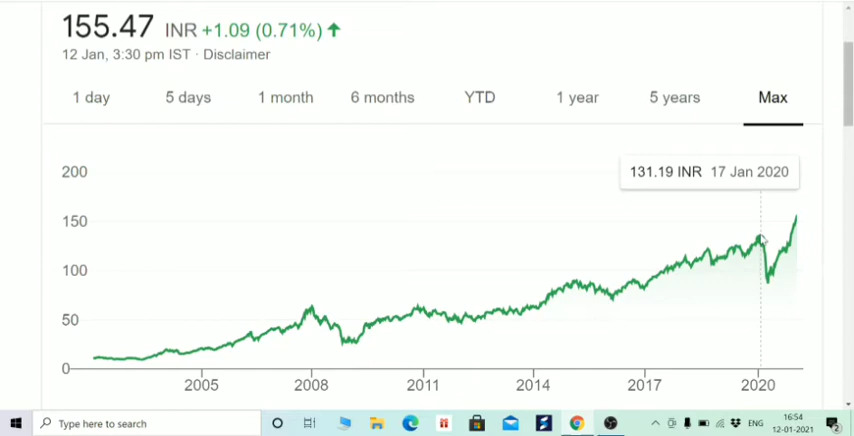 155.47 INR +1.09 (0.71%)
12 Jan, 3:30 pm IST · Disclaimer
1 day 5 days 1 month 6 months YTD 1 year 5 years Max
131.19 INR 17 Jan 2020
200
150
100
50
0
2005 2008 2011 2014 2017 2020
Type here to search
ENG
16:54
12-01-2021
2